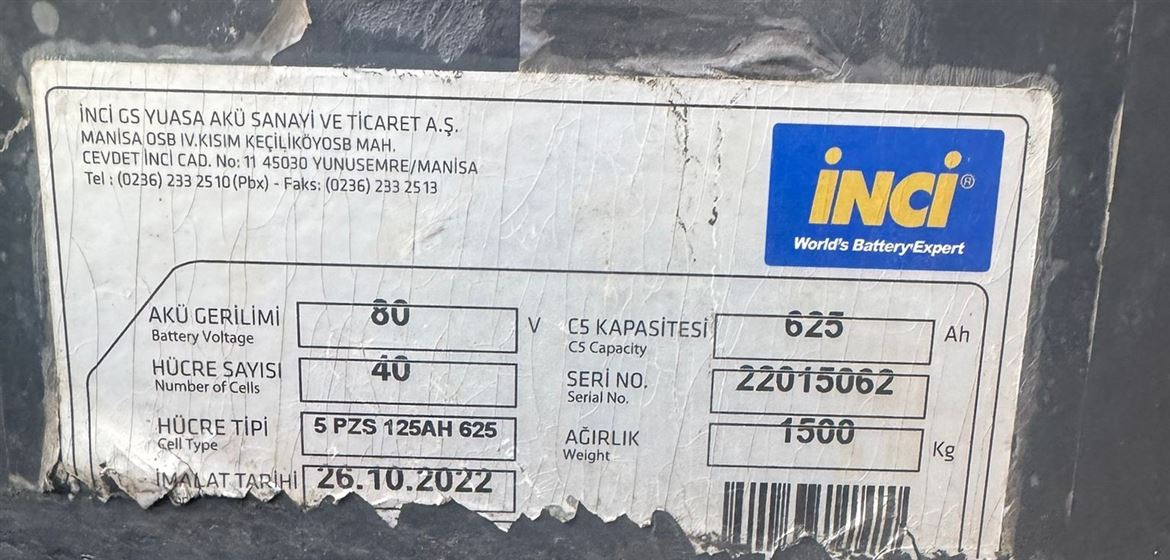 İNCİ GS YUASA AKÜ SANAYİ VE TİCARET A.Ş.
MANİSA OSB IV.KISIM KEÇİLİKÖYOSB MAH.
CEVDET İNCİ CAD. No: 11 45030 YUNUSEMRE/MANİSA
Tel : (0236) 233 2510 (Pbx) - Faks: (0236) 233 2513
İNCİ®
World's Battery Expert
AKÜ GERİLİMİ 80 V C5 KAPASİTESİ 625 Ah
Battery Voltage C5 Capacity
HÜCRE SAYISI 40 SERİ NO. 22015062
Number of Cells Serial No.
HÜCRE TİPİ 5 PZS 125AH 625 AĞIRLIK 1500 Kg
Cell Type Weight
İMALAT TARİHİ 26.10.2022